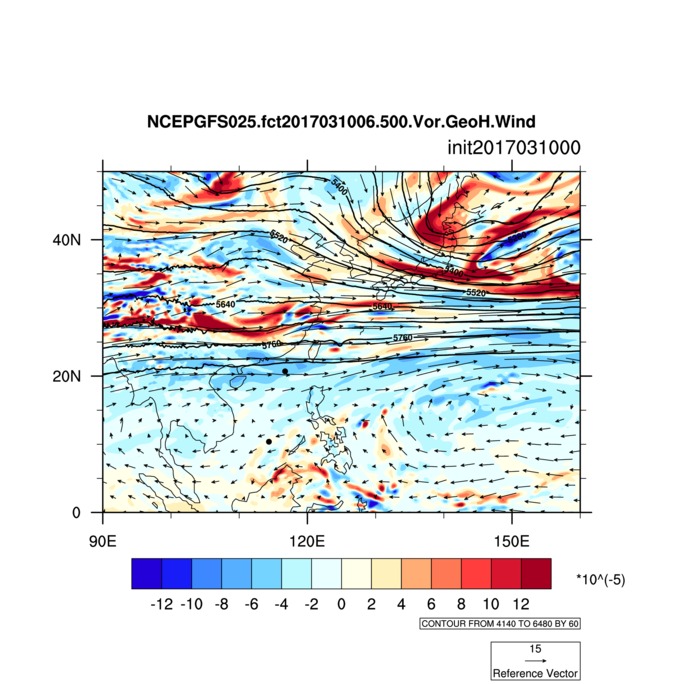 NCEPGFS025.fct2017031006.500.Vor.GeoH.Wind
init2017031000
5400
5520
5400
5520
5640
5640
5760
5760
40N
20N
0
90E
120E
150E
-12 -10 -8 -6 -4 -2 0 2 4 6 8 10 12
*10^(-5)
CONTOUR FROM 4140 TO 6480 BY 60
15
Reference Vector